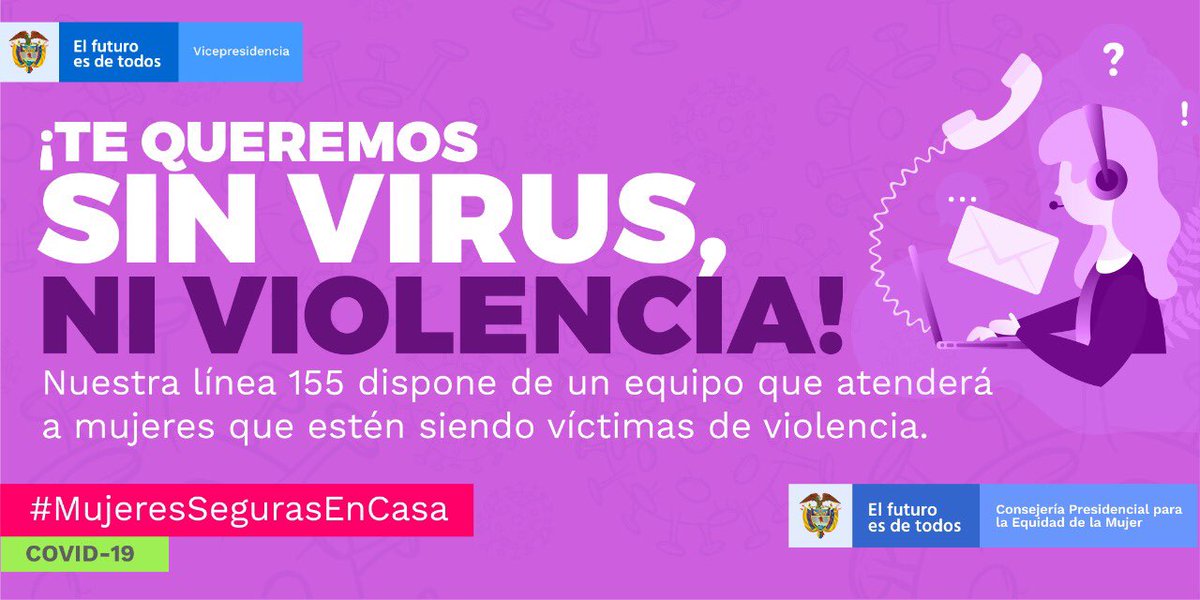 El futuro
es de todos
Vicepresidencia
¡TE QUEREMOS
SIN VIRUS,
NI VIOLENCIA!
Nuestra línea 155 dispone de un equipo que atenderá
a mujeres que estén siendo víctimas de violencia.
#MujeresSegurasEnCasa
COVID-19
El futuro
es de todos
Consejería Presidencial para
la Equidad de la Mujer
?
!